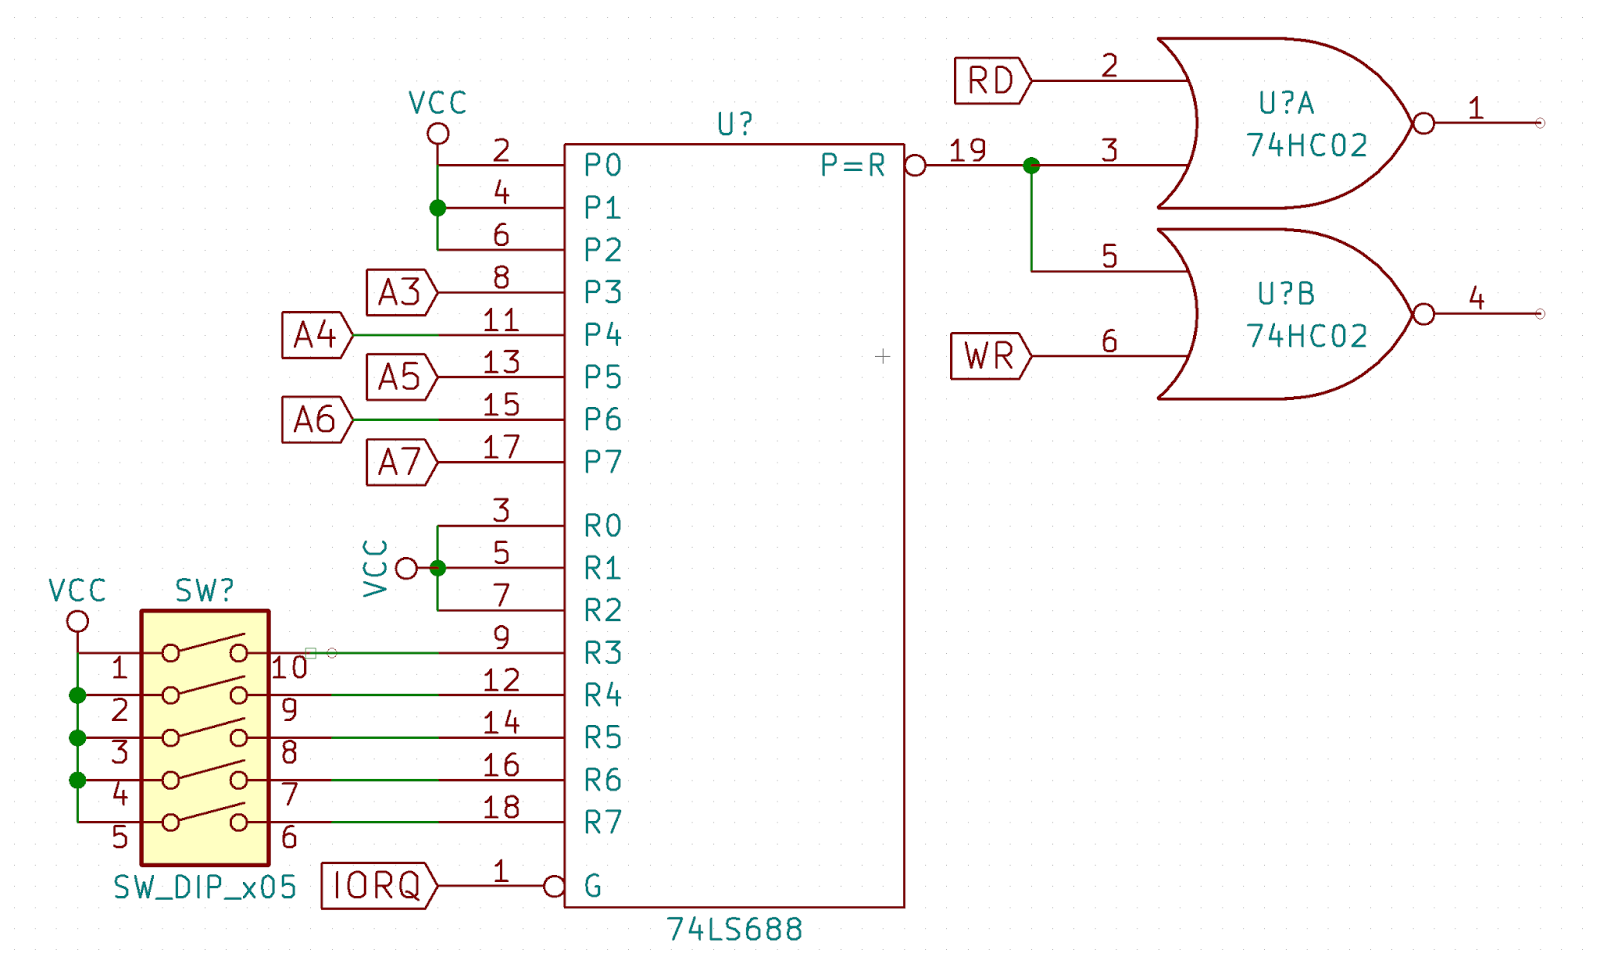 VCC
2 P0
4 P1
6 P2
A3 8 P3
A4 11 P4
A5 13 P5
A6 15 P6
A7 17 P7
VCC
3 R0
5 R1
7 R2
9 R3
12 R4
14 R5
16 R6
18 R7
IORQ 1 G
U?
P=R 19
74LS688
VCC
SW?
1 10
2 9
3 8
4 7
5 6
SW_DIP_x05
RD 2
3
U?A
74HC02
1
5
WR 6
U?B
74HC02
4